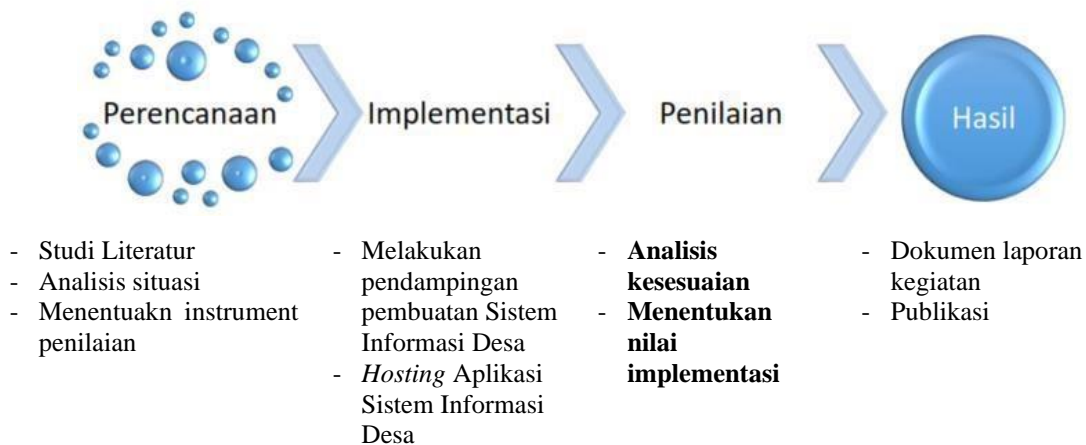 Perencanaan
Implementasi
Penilaian
Hasil
- Studi Literatur
- Analisis situasi
- Menentuakn instrument
penilaian
- Melakukan
pendampingan
pembuatan Sistem
Informasi Desa
- Hosting Aplikasi
Sistem Informasi
Desa
- Analisis
kesesuaian
- Menentukan
nilai
implementasi
- Dokumen laporan
kegiatan
- Publikasi